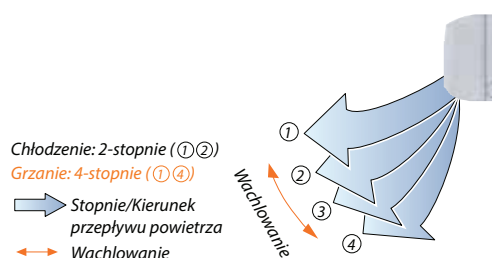 ①
②
③
④
Wachlowanie
Chłodzenie: 2-stopnie (①②)
Grzanie: 4-stopnie (①④)
Stopnie/Kierunek
przepływu powietrza
Wachlowanie